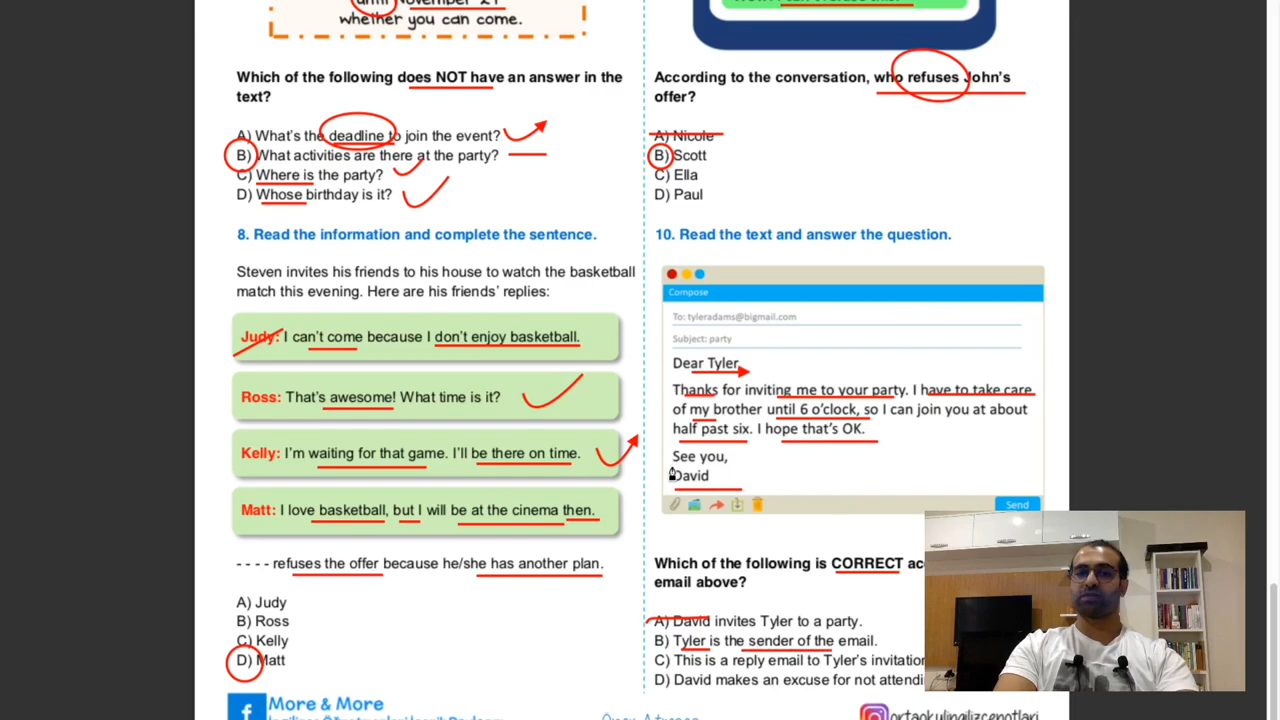 until November 21
whether you can come.
Which of the following does NOT have an answer in the
text?
A) What's the deadline to join the event?
B) What activities are there at the party?
C) Where is the party?
D) Whose birthday is it?
8. Read the information and complete the sentence.
Steven invites his friends to his house to watch the basketball
match this evening. Here are his friends' replies:
Judy: I can't come because I don't enjoy basketball.
Ross: That's awesome! What time is it?
Kelly: I'm waiting for that game. I'll be there on time.
Matt: I love basketball, but I will be at the cinema then.
- - - - refuses the offer because he/she has another plan.
A) Judy
B) Ross
C) Kelly
D) Matt
More & More
According to the conversation, who refuses John's
offer?
A) Nicole
B) Scott
C) Ella
D) Paul
10. Read the text and answer the question.
Compose
To: tyleradams@bigmail.com
Subject: party
Dear Tyler,
Thanks for inviting me to your party. I have to take care
of my brother until 6 o'clock, so I can join you at about
half past six. I hope that's OK.
See you,
David
Send
Which of the following is CORRECT
email above?
A) David invites Tyler to a party.
B) Tyler is the sender of the email.
C) This is a reply email to Tyler's
D) David makes an excuse for not
ortaokulingilizcenotlari